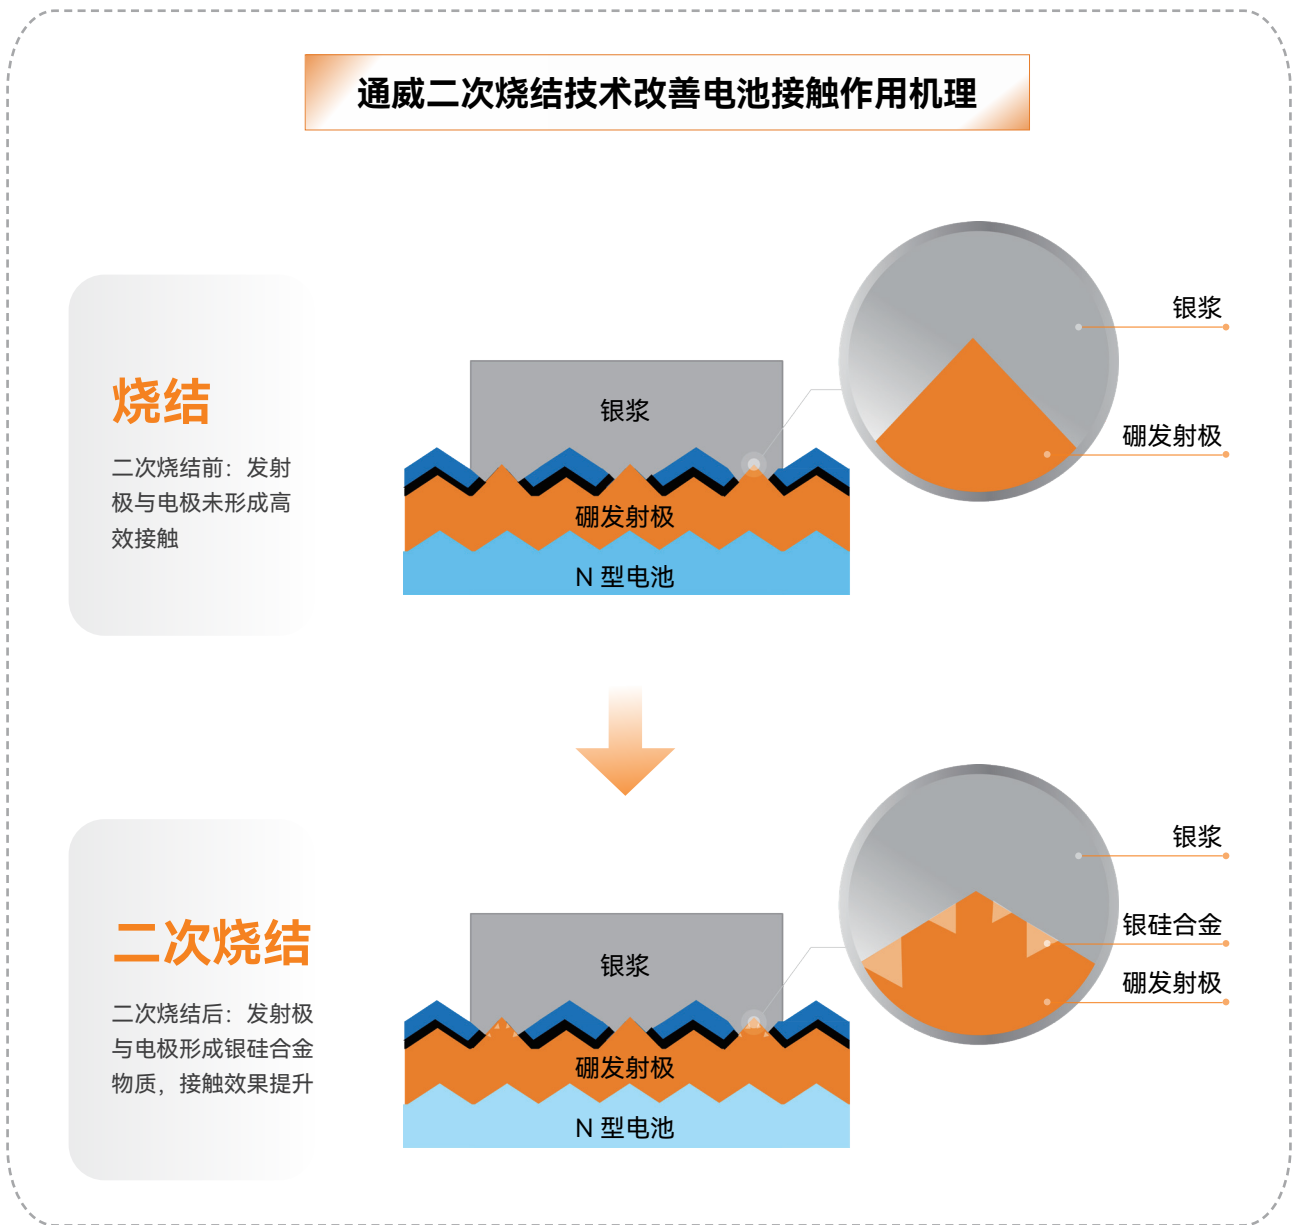 通威二次烧结技术改善电池接触作用机理
烧结
二次烧结前：发射
极与电极未形成高
效接触
银浆
硼发射极
N 型电池
银浆
硼发射极
二次烧结
二次烧结后：发射极
与电极形成银硅合金
物质，接触效果提升
银浆
硼发射极
N 型电池
银浆
银硅合金
硼发射极